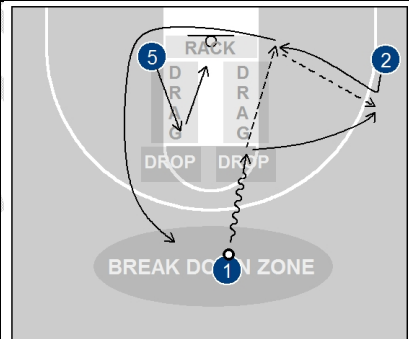 RACK
5
2
D D
R R
A A
G G
DROP DROP
BREAK DOWN ZONE
1